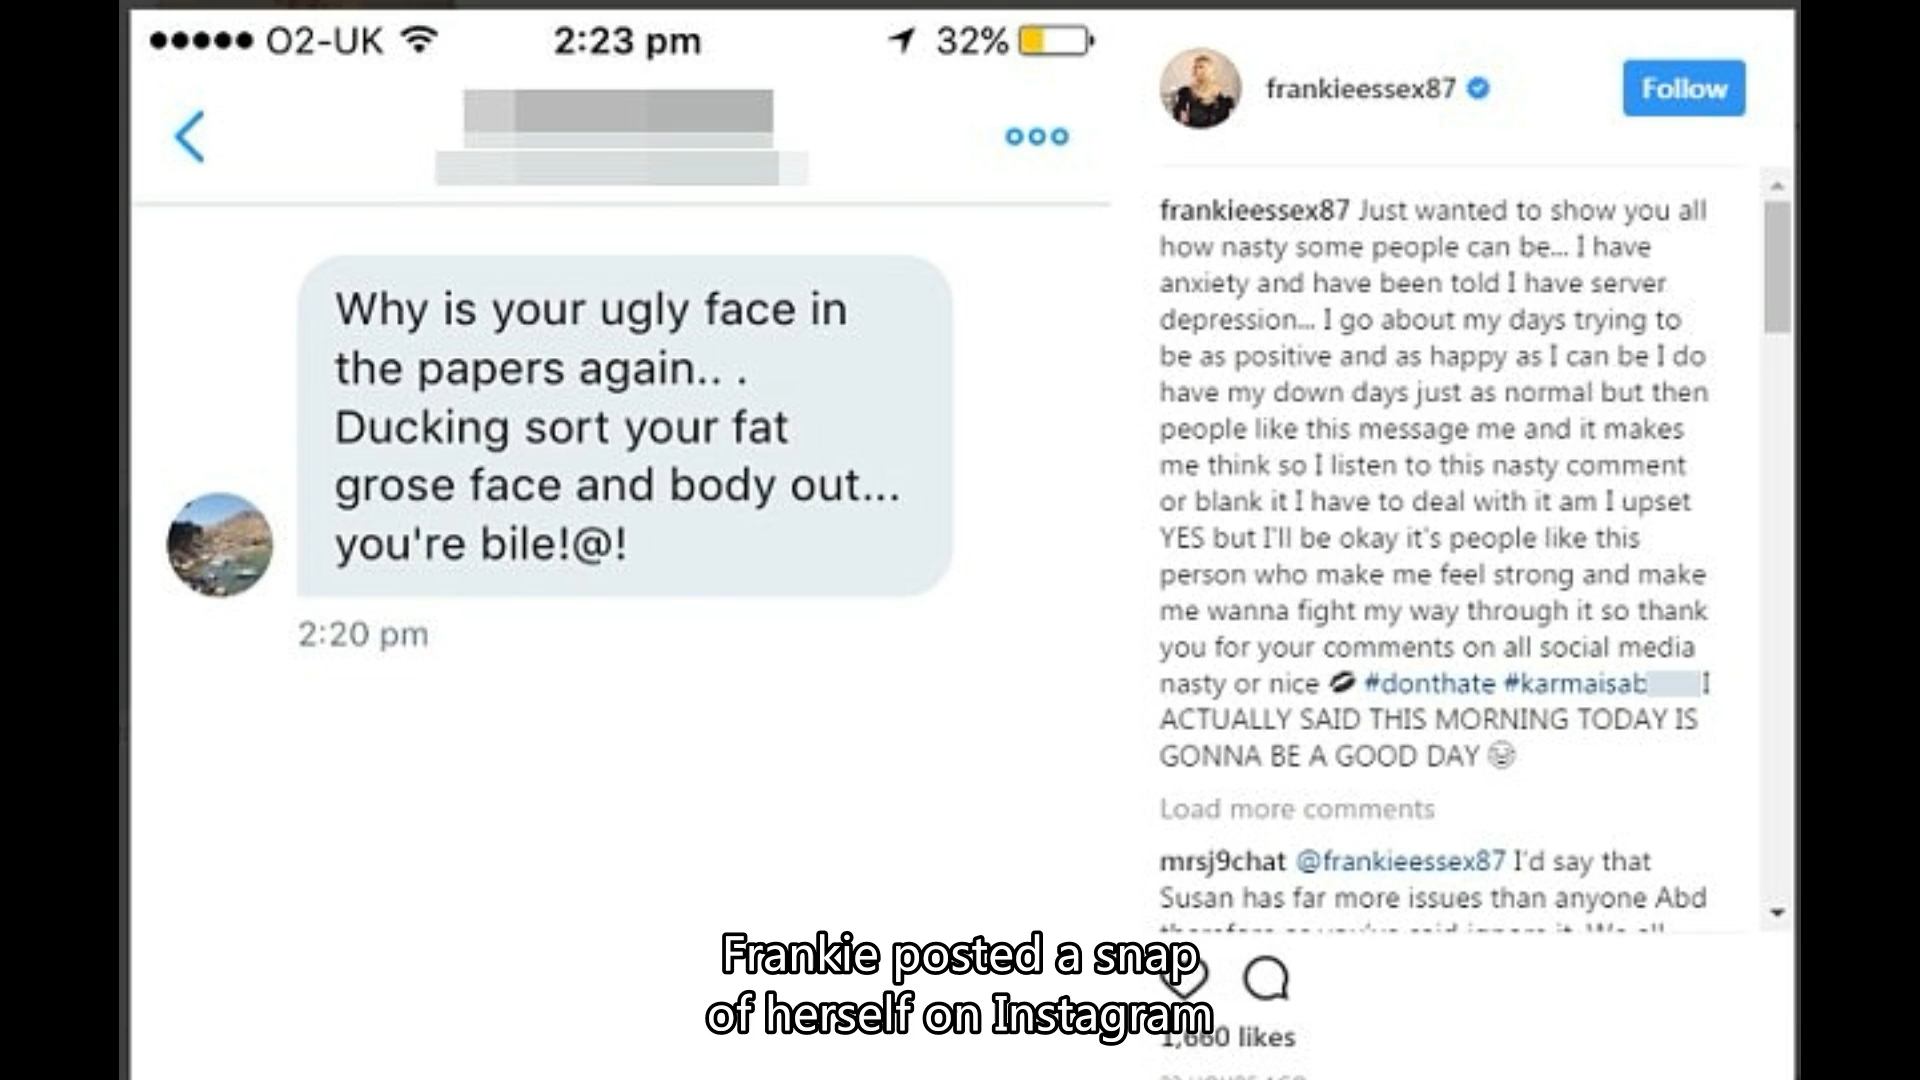 O2-UK
2:23 pm
32%
Why is your ugly face in
the papers again.. .
Ducking sort your fat
grose face and body out...
you're bile!@!
2:20 pm
frankieessex87
Follow
frankieessex87 Just wanted to show you all
how nasty some people can be... I have
anxiety and have been told I have server
depression... I go about my days trying to
be as positive and as happy as I can be I do
have my down days just as normal but then
people like this message me and it makes
me think so I listen to this nasty comment
or blank it I have to deal with it am I upset
YES but I'll be okay it's people like this
person who make me feel strong and make
me wanna fight my way through it so thank
you for your comments on all social media
nasty or nice 💋 #donthate #karmaisab I
ACTUALLY SAID THIS MORNING TODAY IS
GONNA BE A GOOD DAY
Load more comments
mrsj9chat @frankieessex87 I'd say that
Susan has far more issues than anyone Abd
likes
Frankie posted a snap
of herself on Instagram